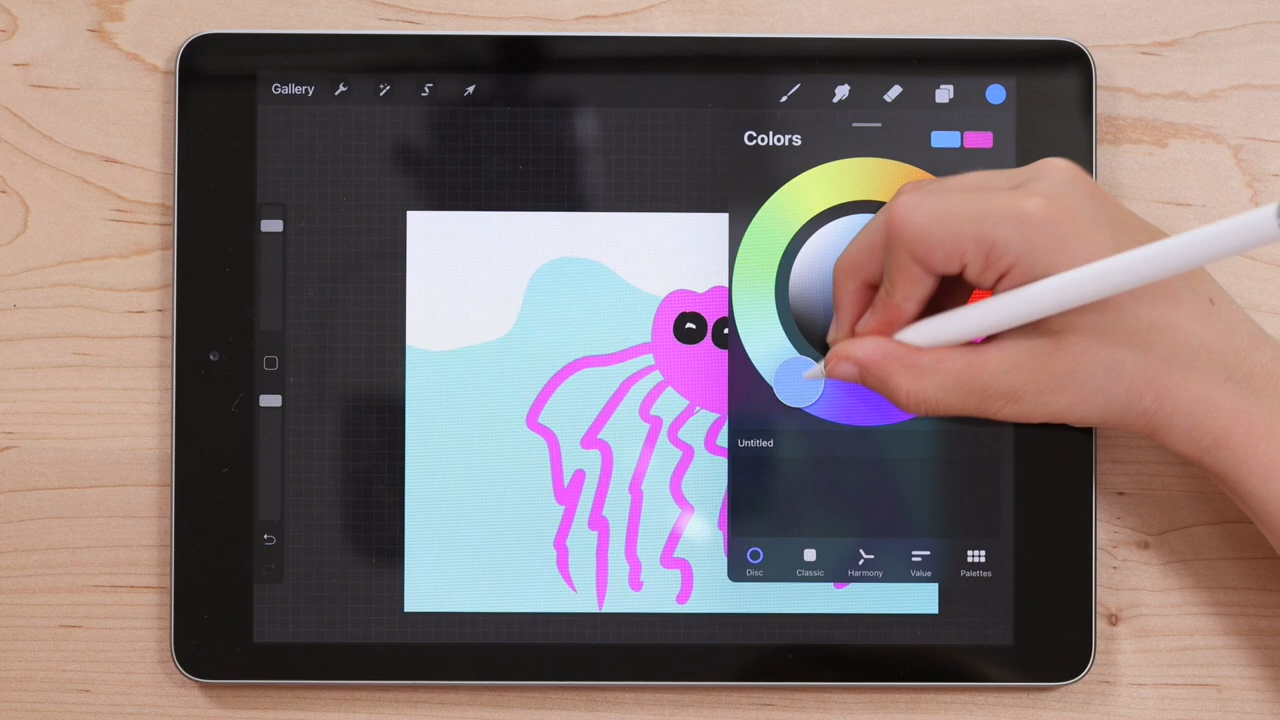 Gallery
Colors
Untitled
Disc
Classic
Harmony
Value
Palettes